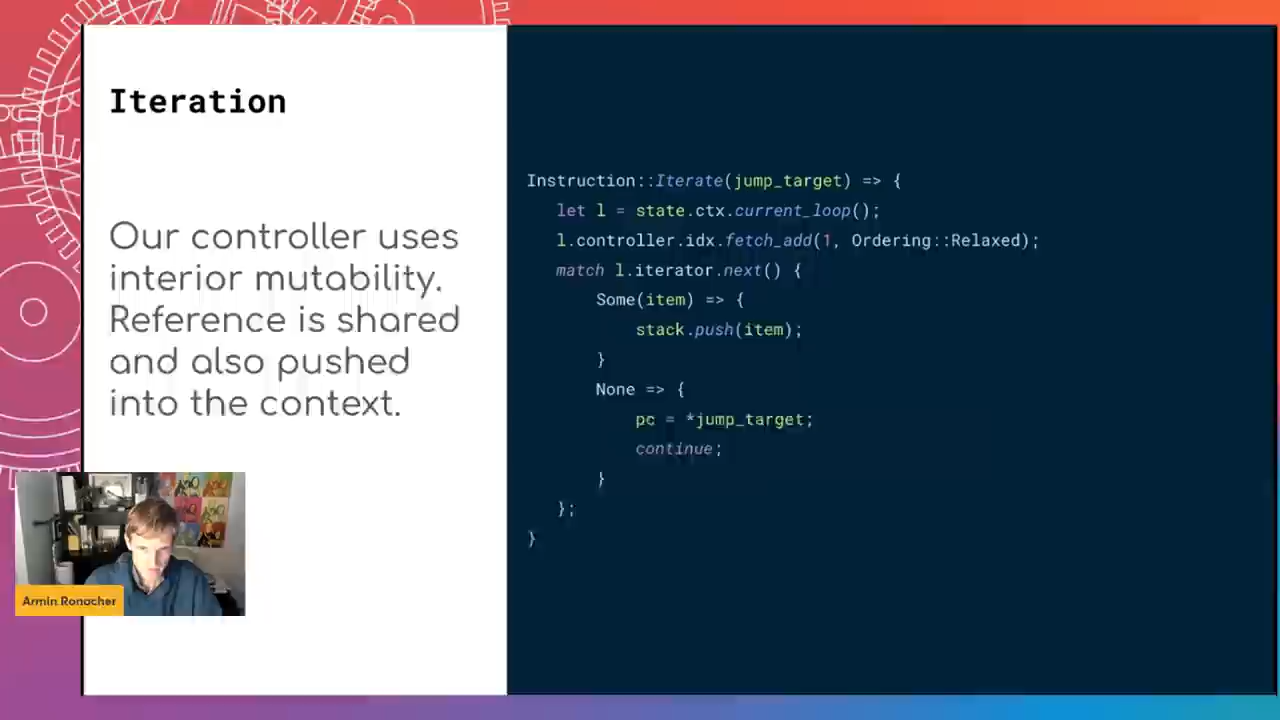 Iteration
Our controller uses
interior mutability.
Reference is shared
and also pushed
into the context.
Instruction::Iterate(jump_target) => {
let l = state.ctx.current_loop();
l.controller.idx.fetch_add(1, Ordering::Relaxed);
match l.iterator.next() {
Some(item) => {
stack.push(item);
}
None => {
pc = *jump_target;
continue;
}
};
}
Armin Ronacher